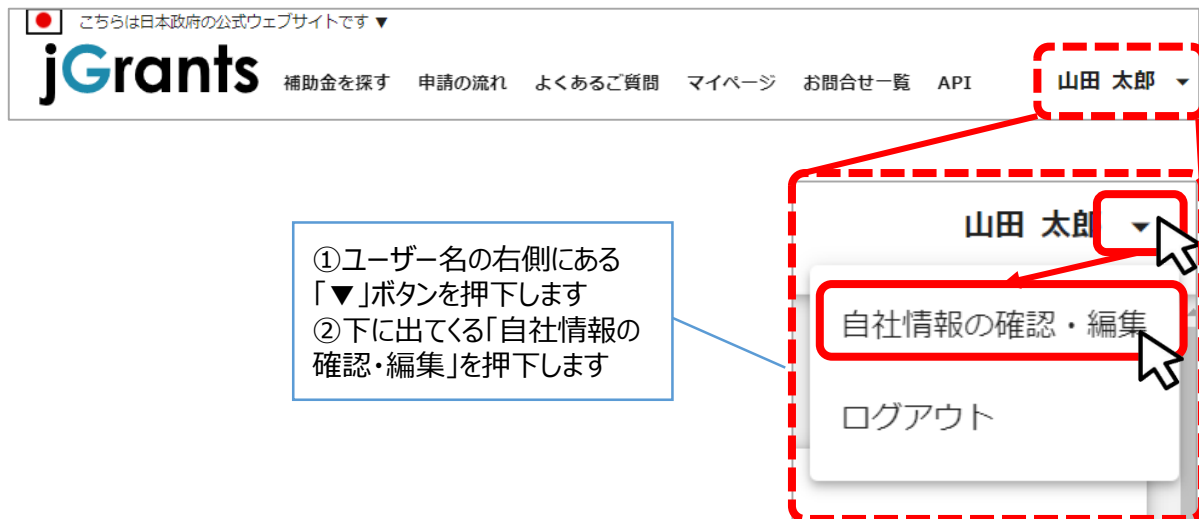 こちらは日本政府の公式ウェブサイトです ▼
jGrants 補助金を探す 申請の流れ よくあるご質問 マイページ お問合せ一覧 API 山田 太郎 ▼
山田 太郎 ▼
①ユーザー名の右側にある
「▼」ボタンを押下します
②下に出てくる「自社情報の
確認・編集」を押下します
自社情報の確認・編集
ログアウト